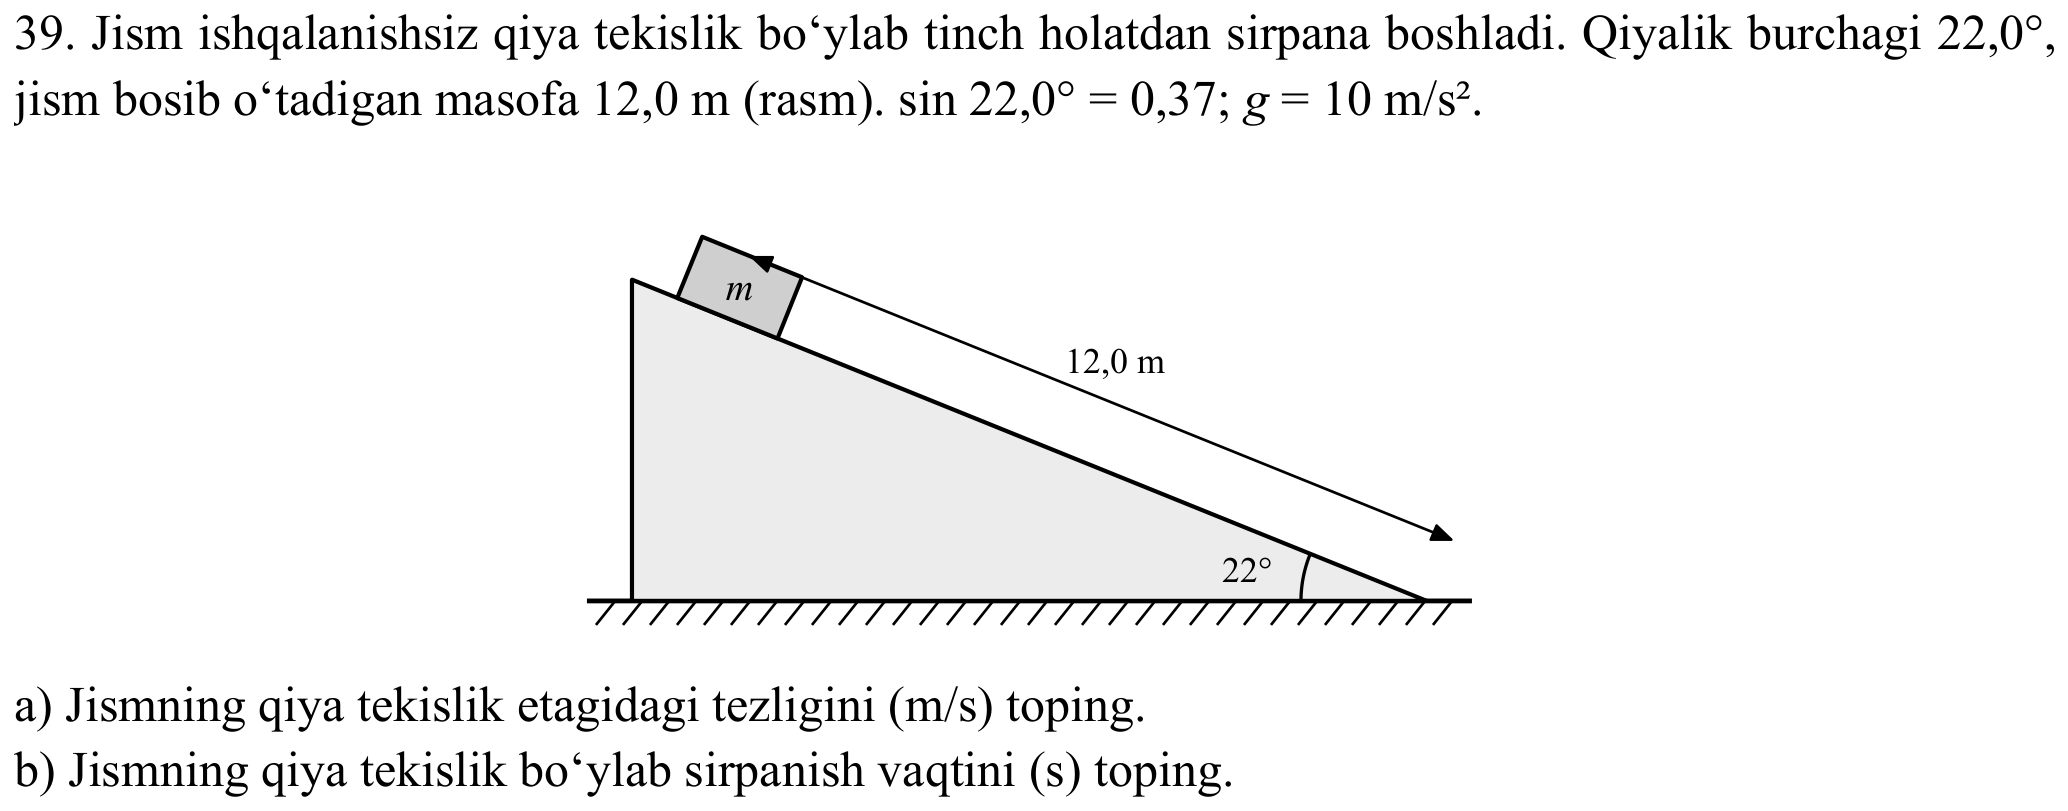 39. Jism ishqalanishsiz qiya tekislik bo‘ylab tinch holatdan sirpana boshladi. Qiyalik burchagi 22,0°,
jism bosib o‘tadigan masofa 12,0 m (rasm). sin 22,0° = 0,37; g = 10 m/s².
m
12,0 m
22°
a) Jismning qiya tekislik etagidagi tezligini (m/s) toping.
b) Jismning qiya tekislik bo‘ylab sirpanish vaqtini (s) toping.